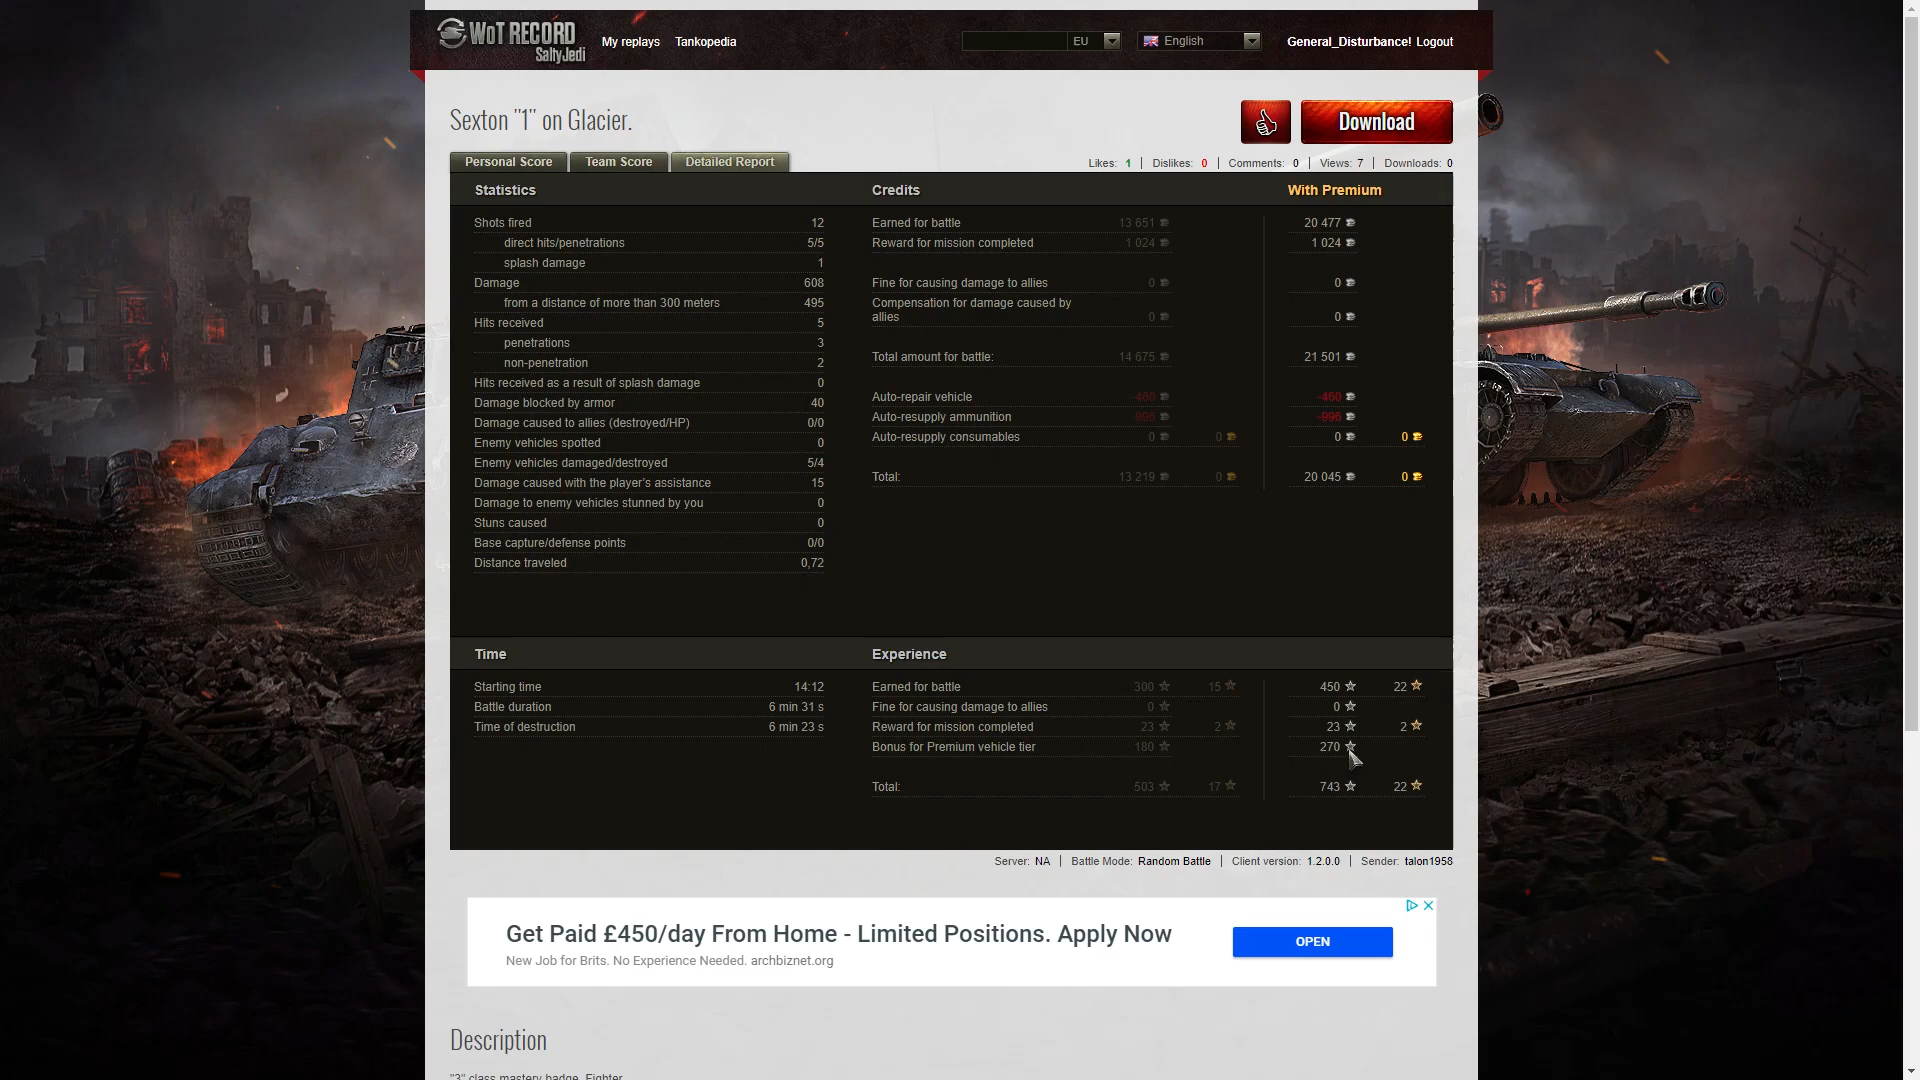 WoT RECORD
SaltyJedi
My replays Tankopedia EU English General_Disturbance! Logout
Sexton "1" on Glacier.
Download
Personal Score Team Score Detailed Report
Likes: 1 | Dislikes: 0 | Comments: 0 | Views: 7 | Downloads: 0
Statistics Credits With Premium
Shots fired 12 Earned for battle 13 651 20 477
direct hits/penetrations 5/5 Reward for mission completed 1 024 1 024
splash damage 1
Damage 608 Fine for causing damage to allies 0 0
from a distance of more than 300 meters 495 Compensation for damage caused by
allies 0 0
Hits received 5
penetrations 3
non-penetration 2 Total amount for battle: 14 675 21 501
Hits received as a result of splash damage 0
Damage blocked by armor 40 Auto-repair vehicle -460 -460
Damage caused to allies (destroyed/HP) 0/0 Auto-resupply ammunition -996 -996
Enemy vehicles spotted 0 Auto-resupply consumables 0 0 0 0
Enemy vehicles damaged/destroyed 5/4
Damage caused with the player's assistance 15 Total: 13 219 0 20 045 0
Damage to enemy vehicles stunned by you 0
Stuns caused 0
Base capture/defense points 0/0
Distance traveled 0,72
Time Experience
Starting time 14:12 Earned for battle 300 15 450 22
Battle duration 6 min 31 s Fine for causing damage to allies 0 0
Time of destruction 6 min 23 s Reward for mission completed 23 2 23 2
Bonus for Premium vehicle tier 180 270
Total: 503 17 743 22
Server: NA | Battle Mode: Random Battle | Client version: 1.2.0.0 | Sender: talon1958
Get Paid £450/day From Home - Limited Positions. Apply Now
New Job for Brits. No Experience Needed. archbiznet.org
OPEN
Description
"3" class mastery badge, Fighter